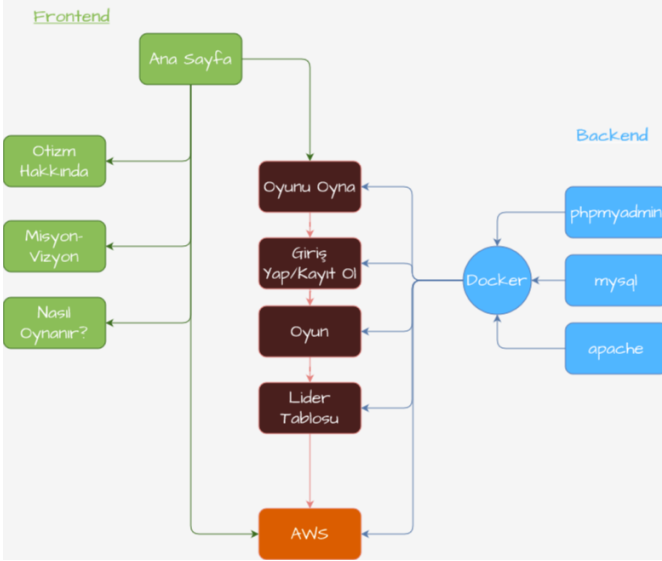 Frontend
Ana Sayfa
Otizm
Hakkında
Misyon-
Vizyon
Nasıl
Oynanır?
Oyunu Oyna
Giriş
Yap/Kayıt Ol
Oyun
Lider
Tablosu
AWS
Backend
phpmyadmin
Docker
mysql
apache